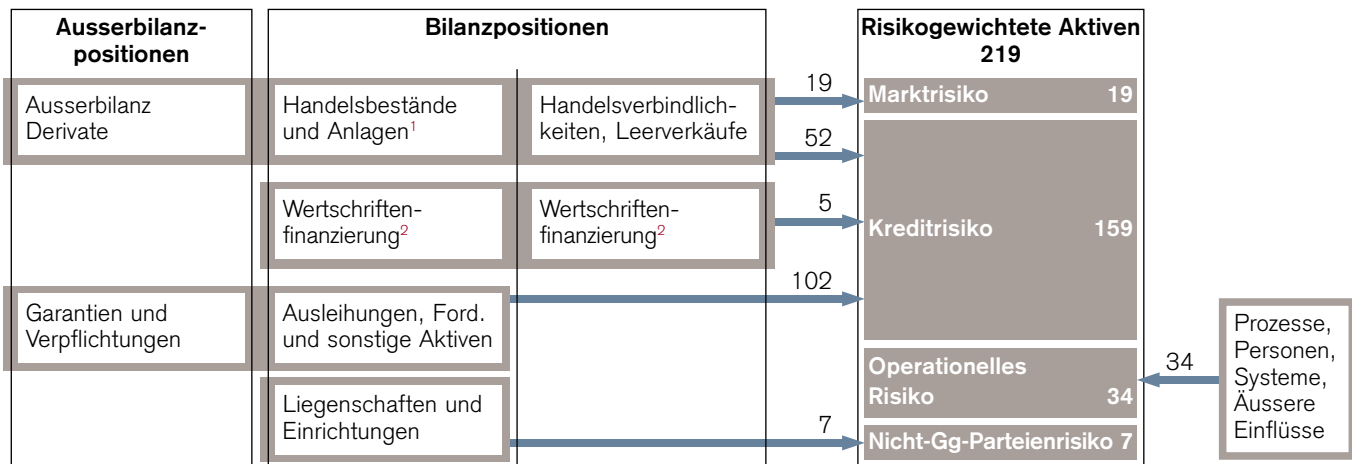 Ausserbilanz-
positionen
Bilanzpositionen
Risikogewichtete Aktiven
219
Ausserbilanz
Derivate
Handelsbestände
und Anlagen¹
Handelsverbindlich-
keiten, Leerverkäufe
19
52
Marktrisiko 19
Wertschriften-
finanzierung²
Wertschriften-
finanzierung²
5
Kreditrisiko 159
Garantien und
Verpflichtungen
Ausleihungen, Ford.
und sonstige Aktiven
102
Operationelles
Risiko 34
34
Prozesse,
Personen,
Systeme,
Äussere
Einflüsse
Liegenschaften und
Einrichtungen
7
Nicht-Gg-Parteienrisiko 7